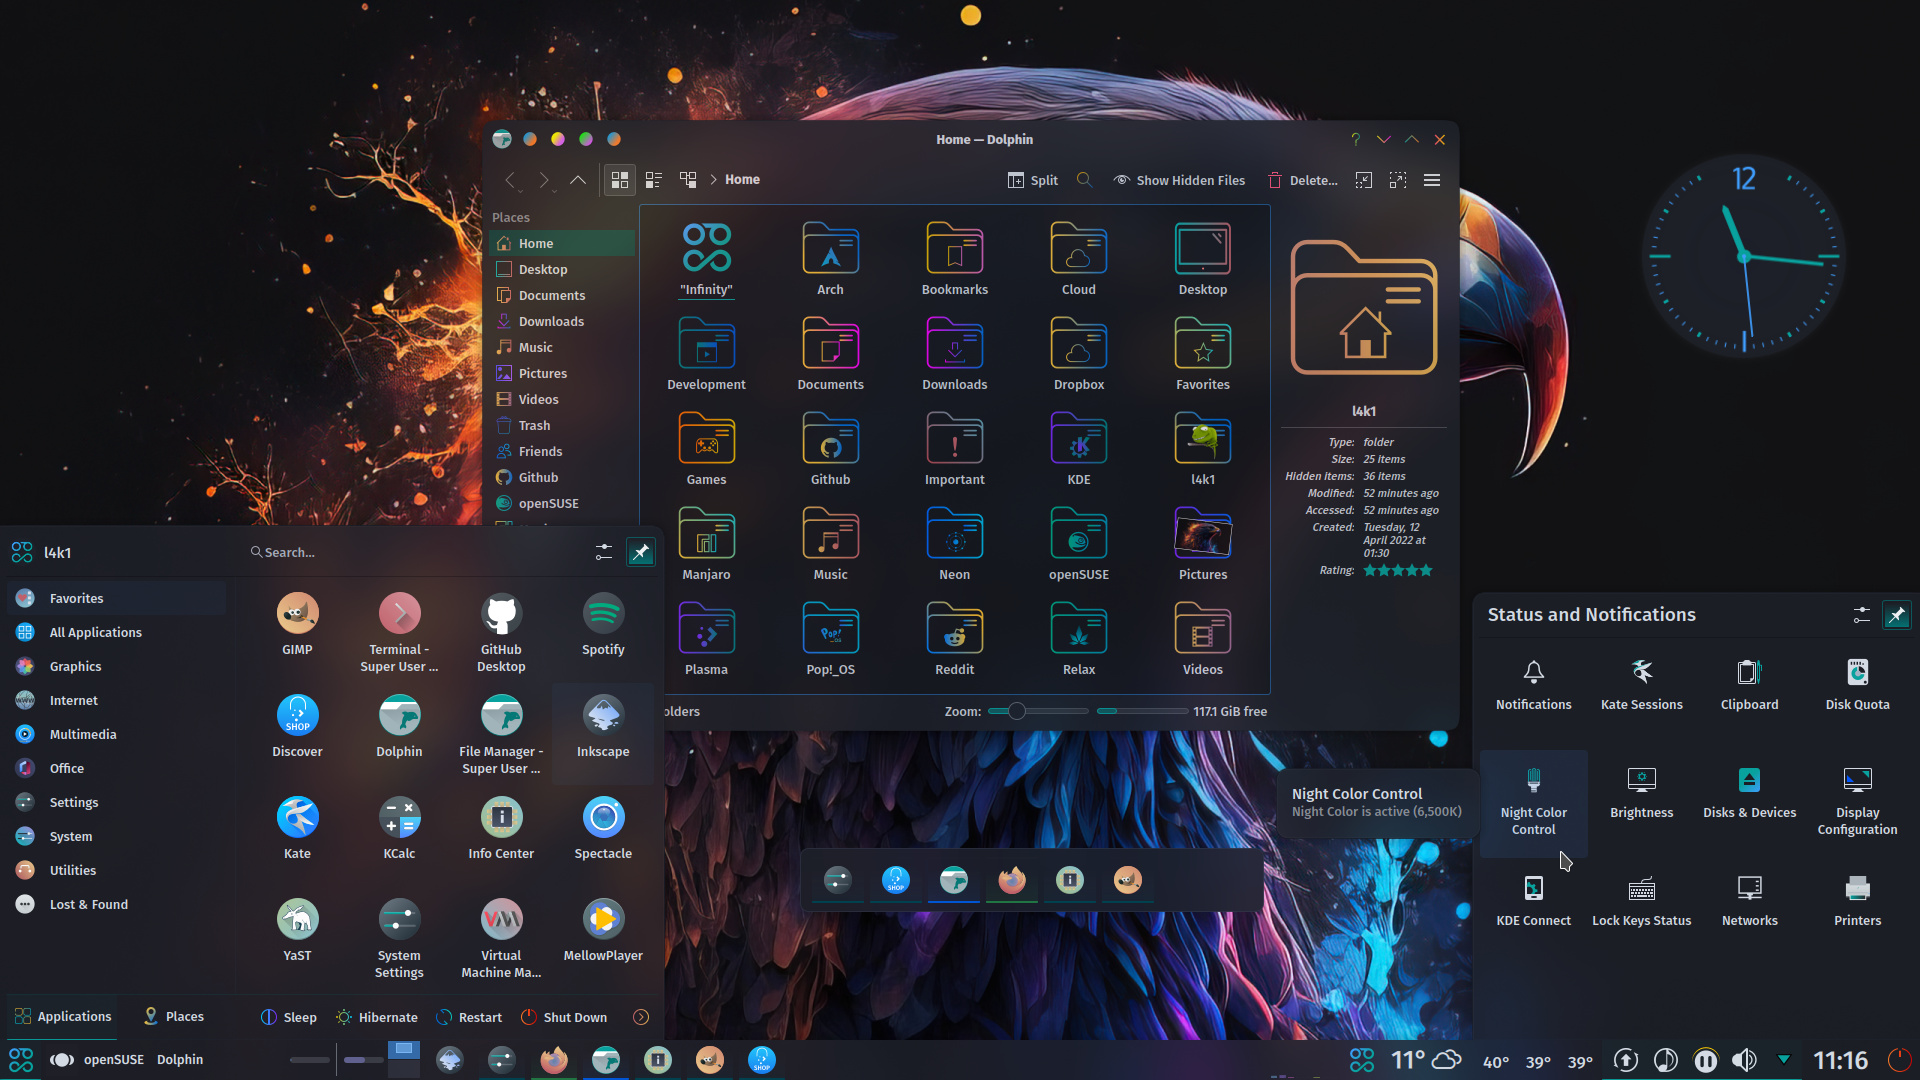 Home — Dolphin
Home
Split
Show Hidden Files
Delete...
Places
Home
Desktop
Documents
Downloads
Music
Pictures
Videos
Trash
Friends
Github
openSUSE
"Infinity"
Arch
Bookmarks
Cloud
Desktop
Development
Documents
Downloads
Dropbox
Favorites
Games
Github
Important
KDE
l4k1
Manjaro
Music
Neon
openSUSE
Pictures
Pop!
_OS
Plasma
Pop!_OS
Reddit
Relax
Videos
l4k1
Type: folder
Size: 25 items
Hidden items: 36 items
Modified: 52 minutes ago
Accessed: 52 minutes ago
Created: Tuesday, 12
April 2022 at
01:30
Rating:
olders
Zoom:
117.1 GiB free
12
l4k1
Search...
Favorites
All Applications
Graphics
Internet
Multimedia
Office
Settings
System
Utilities
Lost & Found
GIMP
Terminal -
Super User ...
GitHub
Desktop
Spotify
SHOP
Discover
Dolphin
File Manager -
Super User ...
Inkscape
Kate
KCalc
Info Center
Spectacle
YaST
System
Settings
Virtual
Machine Ma...
MellowPlayer
Applications
Places
Sleep
Hibernate
Restart
Shut Down
Status and Notifications
Notifications
Kate Sessions
Clipboard
Disk Quota
Night Color
Control
Brightness
Disks & Devices
Display
Configuration
KDE Connect
Lock Keys Status
Networks
Printers
Night Color Control
Night Color is active (6,500K)
SHOP
openSUSE
Dolphin
SHOP
11°
40°
39°
39°
11:16